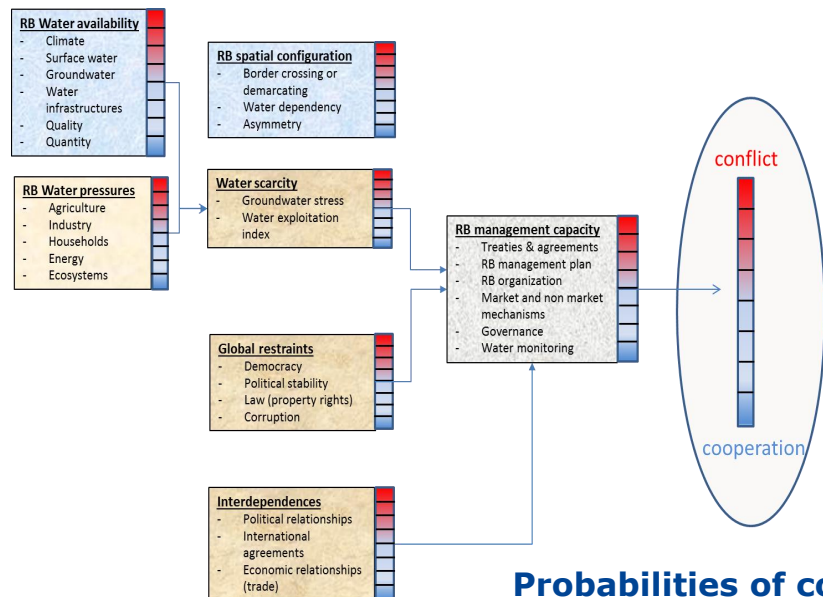 RB Water availability
- Climate
- Surface water
- Groundwater
- Water
infrastructures
- Quality
- Quantity
RB spatial configuration
- Border crossing or
demarcating
- Water dependency
- Asymmetry
RB Water pressures
- Agriculture
- Industry
- Households
- Energy
- Ecosystems
Water scarcity
- Groundwater stress
- Water exploitation
index
RB management capacity
- Treaties & agreements
- RB management plan
- RB organization
- Market and non market
mechanisms
- Governance
- Water monitoring
Global restraints
- Democracy
- Political stability
- Law (property rights)
- Corruption
Interdependences
- Political relationships
- International
agreements
- Economic relationships
(trade)
conflict
cooperation
Probabilities of